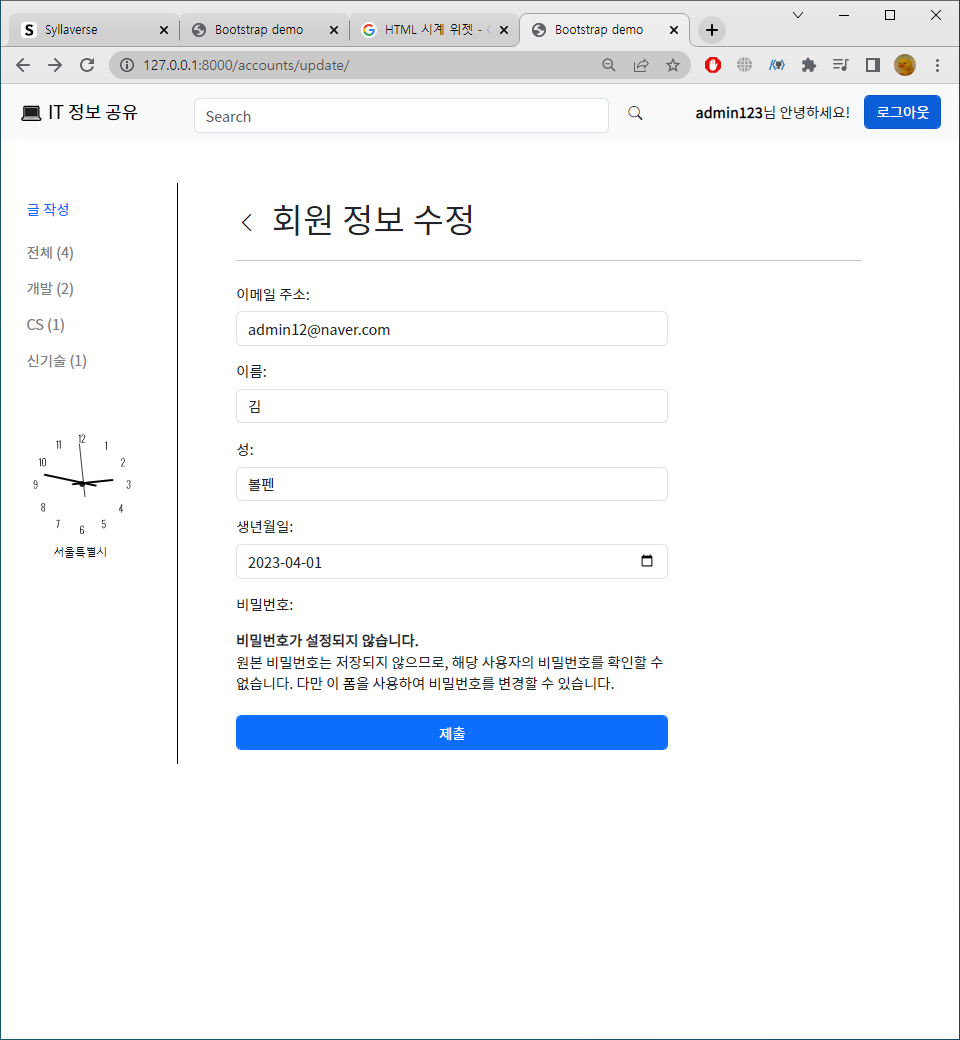 Syllaverse
Bootstrap demo
HTML 시계 위젯 -
Bootstrap demo
127.0.0.1:8000/accounts/update/
IT 정보 공유
Search
admin123님 안녕하세요!
로그아웃
글 작성
전체 (4)
개발 (2)
CS (1)
신기술 (1)
12
1
2
3
4
5
6
7
8
9
10
11
서울특별시
회원 정보 수정
이메일 주소:
admin12@naver.com
이름:
김
성:
볼펜
생년월일:
2023-04-01
비밀번호:
비밀번호가 설정되지 않습니다.
원본 비밀번호는 저장되지 않으므로, 해당 사용자의 비밀번호를 확인할 수
없습니다. 다만 이 폼을 사용하여 비밀번호를 변경할 수 있습니다.
제출